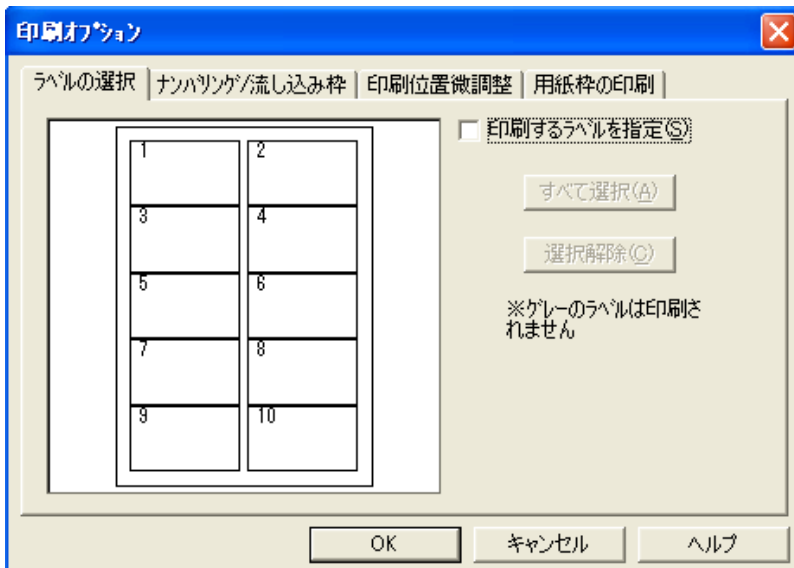 印刷ｵﾌﾟｼｮﾝ
ﾗﾍﾞﾙの選択
ﾅﾝﾊﾞﾘﾝｸﾞ/流し込み枠
印刷位置微調整
用紙枠の印刷
1
2
3
4
5
6
7
8
9
10
印刷するﾗﾍﾞﾙを指定(S)
すべて選択(A)
選択解除(C)
※ｸﾞﾚｰのﾗﾍﾞﾙは印刷さ
れません
OK
キャンセル
ヘルプ